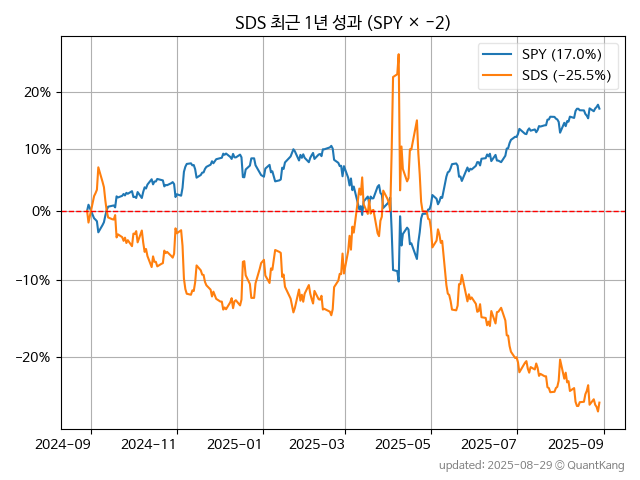 SDS 최근 1년 성과 (SPY × −2)
SPY (17.0%)
SDS (−25.5%)
20%
10%
0%
−10%
−20%
2024-09 2024-11 2025-01 2025-03 2025-05 2025-07 2025-09
updated: 2025-08-29 © QuantKang